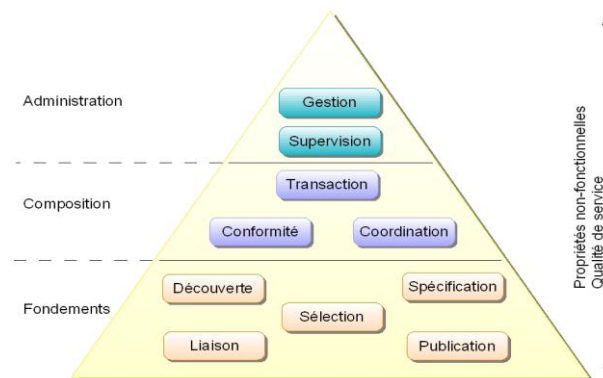 Administration
Gestion
Supervision
Composition
Transaction
Conformité
Coordination
Fondements
Découverte
Spécification
Sélection
Liaison
Publication
Propriétés non-fonctionnelles
Qualité de service